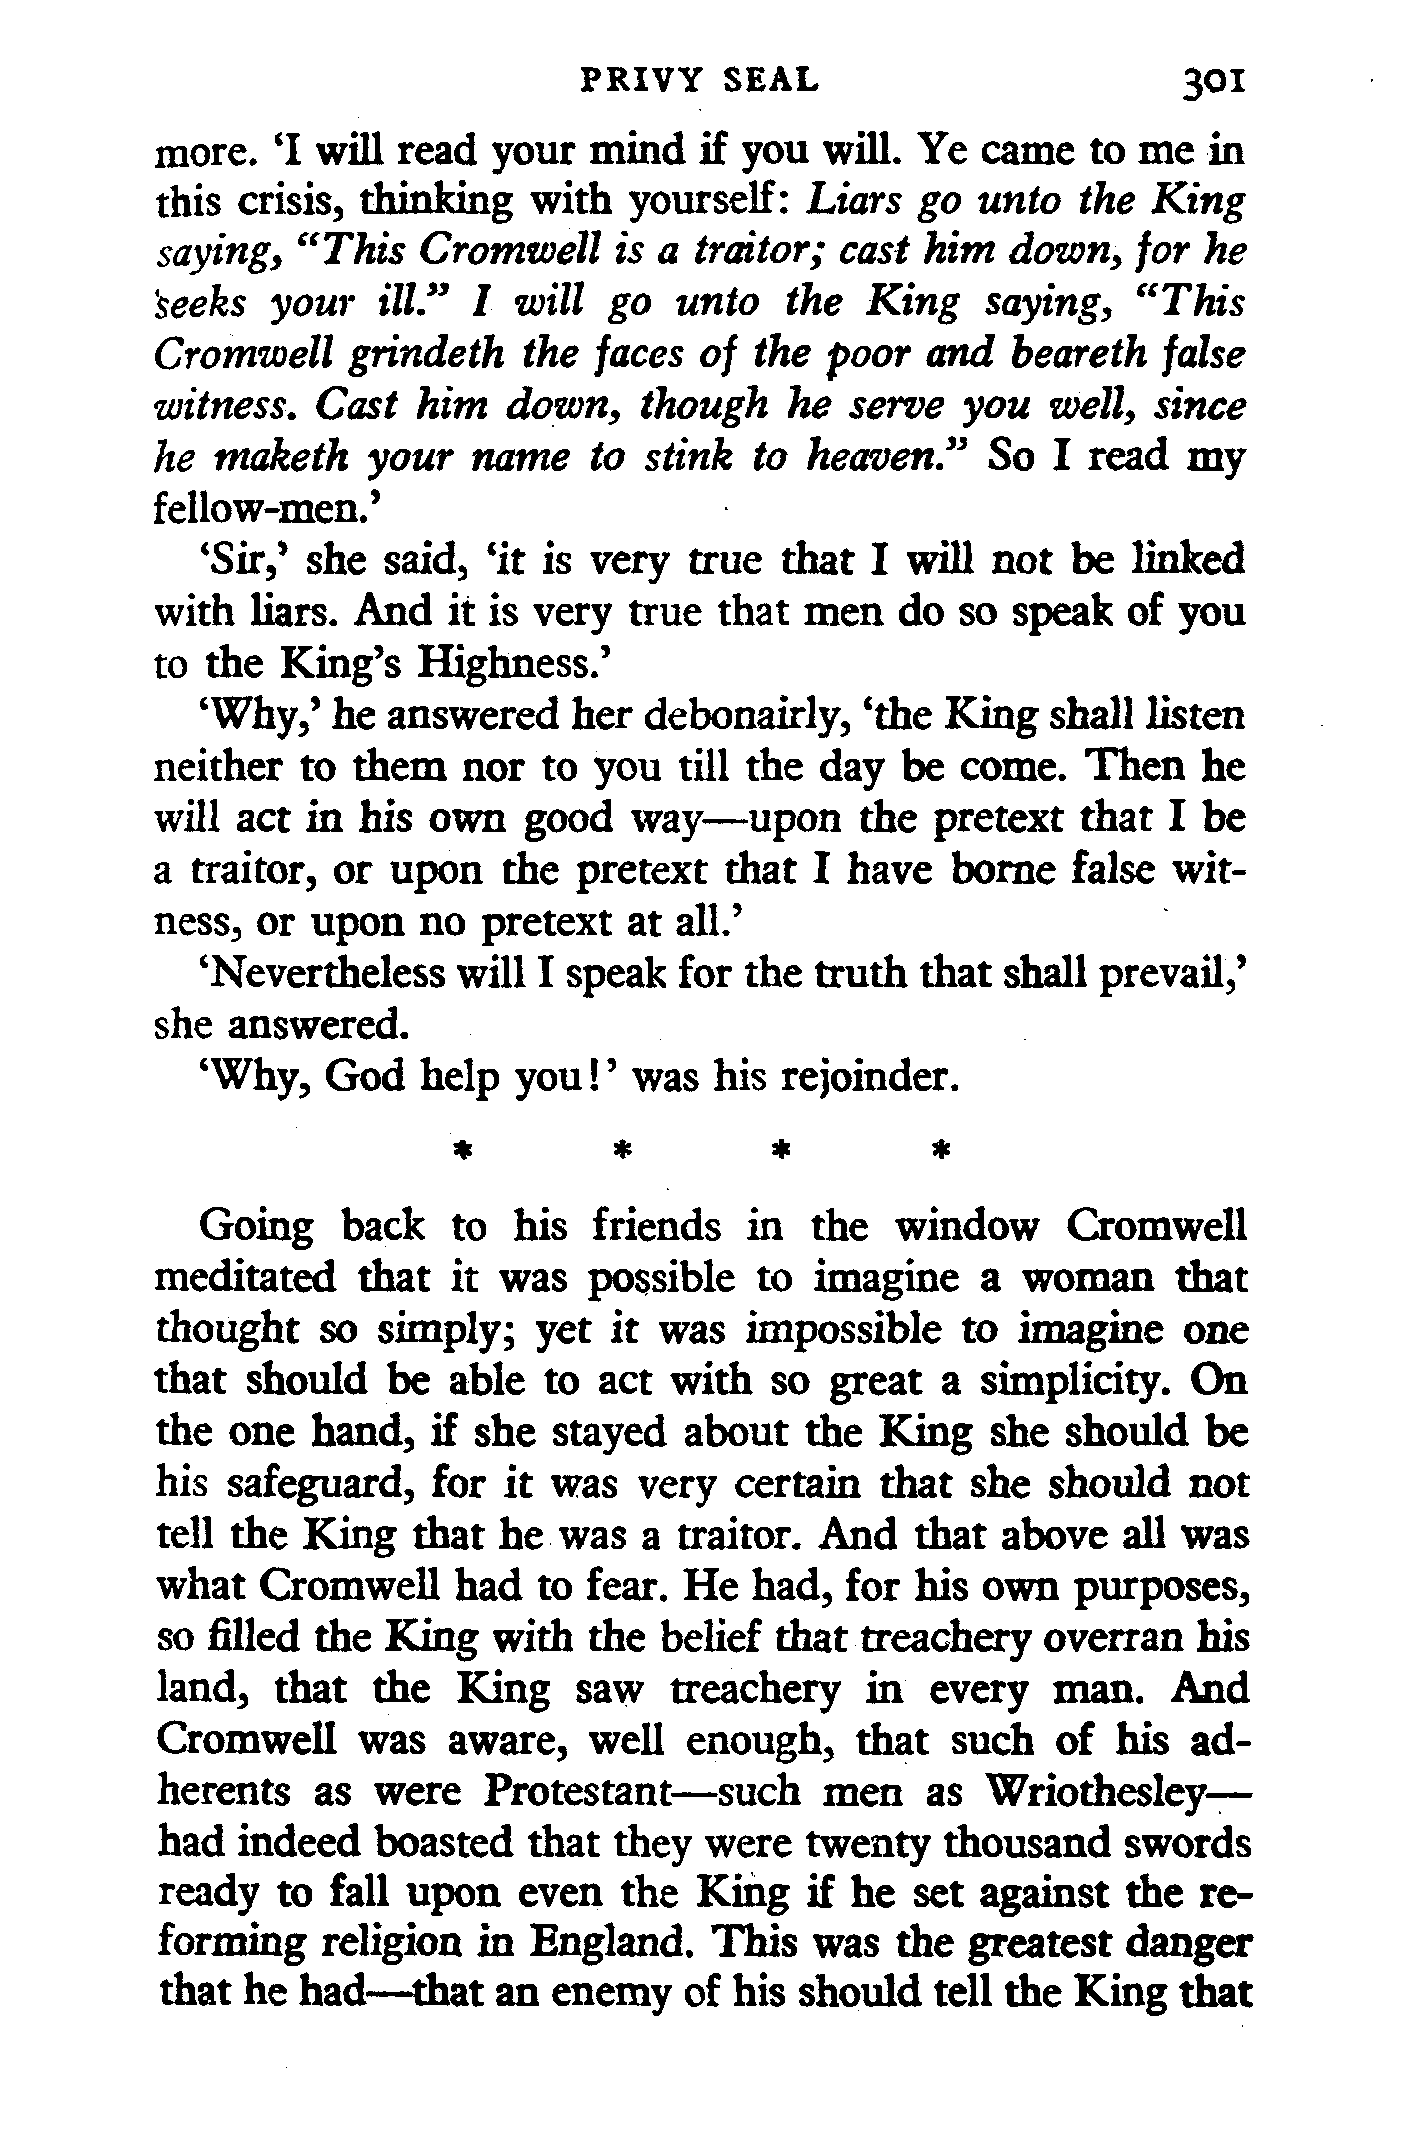 PRIVY SEAL 301
more. ‘I will read your mind if you will. Ye came to me in
this crisis, thinking with yourself: Liars go unto the King
saying, “This Cromwell is a traitor; cast him down, for he
seeks your ill.” I will go unto the King saying, “This
Cromwell grindeth the faces of the poor and beareth false
witness. Cast him down, though he serve you well, since
he maketh your name to stink to heaven.” So I read my
fellow-men.’
‘Sir,’ she said, ‘it is very true that I will not be linked
with liars. And it is very true that men do so speak of you
to the King’s Highness.’
‘Why,’ he answered her debonairly, ‘the King shall listen
neither to them nor to you till the day be come. Then he
will act in his own good way—upon the pretext that I be
a traitor, or upon the pretext that I have borne false wit-
ness, or upon no pretext at all.’
‘Nevertheless will I speak for the truth that shall prevail,’
she answered.
‘Why, God help you!’ was his rejoinder.
* * * *
Going back to his friends in the window Cromwell
meditated that it was possible to imagine a woman that
thought so simply; yet it was impossible to imagine one
that should be able to act with so great a simplicity. On
the one hand, if she stayed about the King she should be
his safeguard, for it was very certain that she should not
tell the King that he was a traitor. And that above all was
what Cromwell had to fear. He had, for his own purposes,
so filled the King with the belief that treachery overran his
land, that the King saw treachery in every man. And
Cromwell was aware, well enough, that such of his ad-
herents as were Protestant—such men as Wriothesley—
had indeed boasted that they were twenty thousand swords
ready to fall upon even the King if he set against the re-
forming religion in England. This was the greatest danger
that he had—that an enemy of his should tell the King that